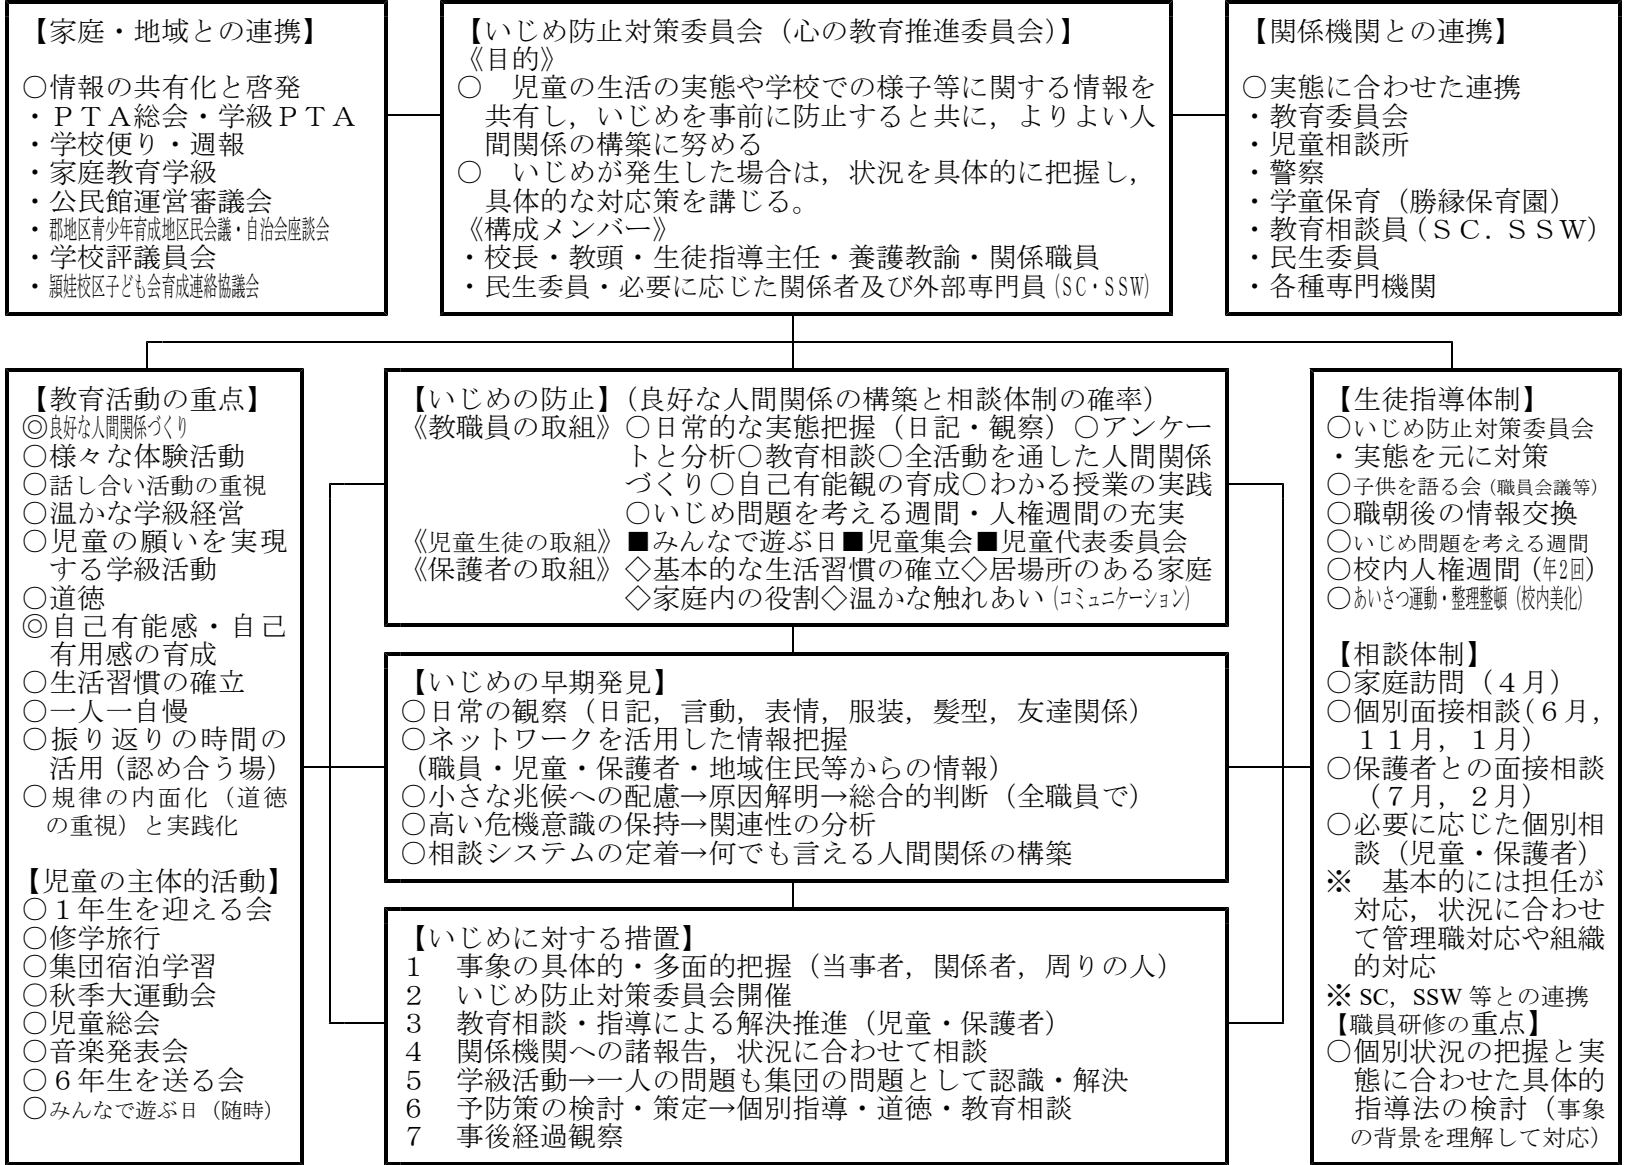 【家庭・地域との連携】
○情報の共有化と啓発
・ＰＴＡ総会・学級ＰＴＡ
・学校便り・週報
・家庭教育学級
・公民館運営審議会
・郡地区青少年育成地区民会議・自治会座談会
・学校評議員会
・頴娃校区子ども会育成連絡協議会
【いじめ防止対策委員会（心の教育推進委員会）】
《目的》
○　児童の生活の実態や学校での様子等に関する情報を
共有し，いじめを事前に防止すると共に，よりよい人
間関係の構築に努める
○　いじめが発生した場合は，状況を具体的に把握し，
具体的な対応策を講じる。
《構成メンバー》
・校長・教頭・生徒指導主任・養護教諭・関係職員
・民生委員・必要に応じた関係者及び外部専門員(SC・SSW)
【関係機関との連携】
○実態に合わせた連携
・教育委員会
・児童相談所
・警察
・学童保育（勝縁保育園）
・教育相談員（ＳＣ．ＳＳＷ）
・民生委員
・各種専門機関
【教育活動の重点】
◎良好な人間関係づくり
○様々な体験活動
○話し合い活動の重視
○温かな学級経営
○児童の願いを実現
する学級活動
○道徳
◎自己有能感・自己
有用感の育成
○生活習慣の確立
○一人一自慢
○振り返りの時間の
活用（認め合う場）
○規律の内面化（道徳
の重視）と実践化
【児童の主体的活動】
○１年生を迎える会
○修学旅行
○集団宿泊学習
○秋季大運動会
○児童総会
○音楽発表会
○６年生を送る会
○みんなで遊ぶ日（随時）
【いじめの防止】（良好な人間関係の構築と相談体制の確率）
《教職員の取組》○日常的な実態把握（日記・観察）○アンケー
トと分析○教育相談○全活動を通した人間関係
づくり○自己有能観の育成○わかる授業の実践
○いじめ問題を考える週間・人権週間の充実
《児童生徒の取組》■みんなで遊ぶ日■児童集会■児童代表委員会
《保護者の取組》◇基本的な生活習慣の確立◇居場所のある家庭
◇家庭内の役割◇温かな触れあい（コミュニケーション）
【いじめの早期発見】
○日常の観察（日記，言動，表情，服装，髪型，友達関係）
○ネットワークを活用した情報把握
（職員・児童・保護者・地域住民等からの情報）
○小さな兆候への配慮→原因解明→総合的判断（全職員で）
○高い危機意識の保持→関連性の分析
○相談システムの定着→何でも言える人間関係の構築
【いじめに対する措置】
１　事象の具体的・多面的把握（当事者，関係者，周りの人）
２　いじめ防止対策委員会開催
３　教育相談・指導による解決推進（児童・保護者）
４　関係機関への諸報告，状況に合わせて相談
５　学級活動→一人の問題も集団の問題として認識・解決
６　予防策の検討・策定→個別指導・道徳・教育相談
７　事後経過観察
【生徒指導体制】
○いじめ防止対策委員会
・実態を元に対策
○子供を語る会（職員会議等）
○職朝後の情報交換
○いじめ問題を考える週間
○校内人権週間（年2回）
○あいさつ運動・整理整頓（校内美化）
【相談体制】
○家庭訪問（４月）
○個別面接相談（６月，
１１月，１月）
○保護者との面接相談
（７月，２月）
○必要に応じた個別相
談（児童・保護者）
※　基本的には担任が
対応，状況に合わせ
て管理職対応や組織
的対応
※ SC，SSW 等との連携
【職員研修の重点】
○個別状況の把握と実
態に合わせた具体的
指導法の検討（事象
の背景を理解して対応）